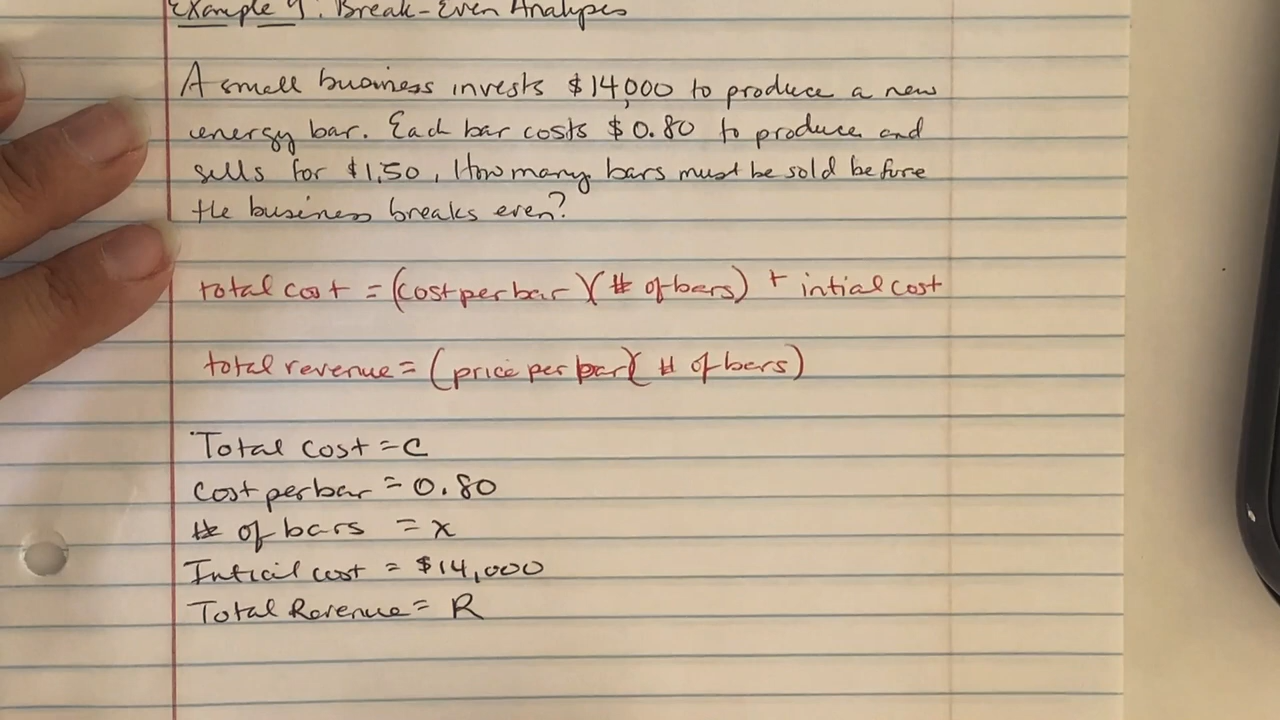 Example 9: Break-Even Analysis
A small business invests $14,000 to produce a new
energy bar. Each bar costs $0.80 to produce and
sells for $1.50. How many bars must be sold before
the business breaks even?
total cost = (cost per bar)(# of bars) + intial cost
total revenue = (price per bar)(# of bars)
Total cost = C
Cost per bar = 0.80
# of bars = x
Intial cost = $14,000
Total Revenue = R